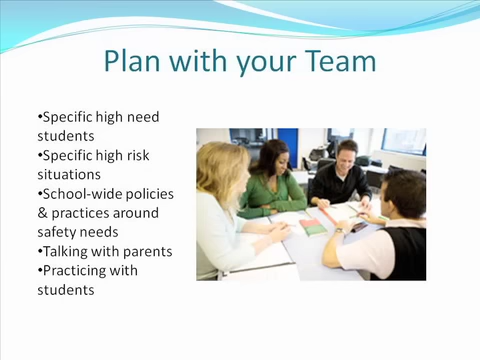 Plan with your Team
•Specific high need
students
•Specific high risk
situations
•School-wide policies
& practices around
safety needs
•Talking with parents
•Practicing with
students